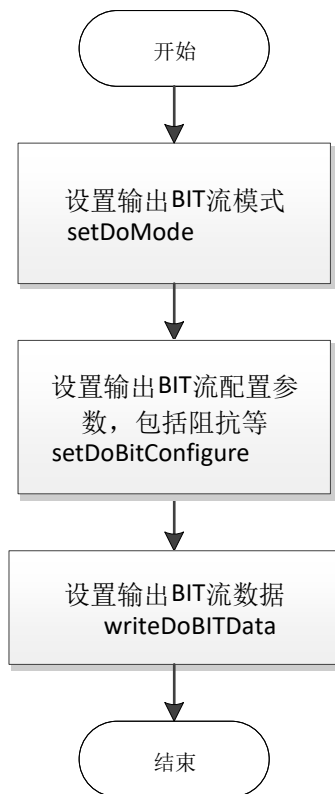 开始
设置输出BIT流模式
setDoMode
设置输出BIT流配置参
数，包括阻抗等
setDoBitConfigure
设置输出BIT流数据
writeDoBITData
结束